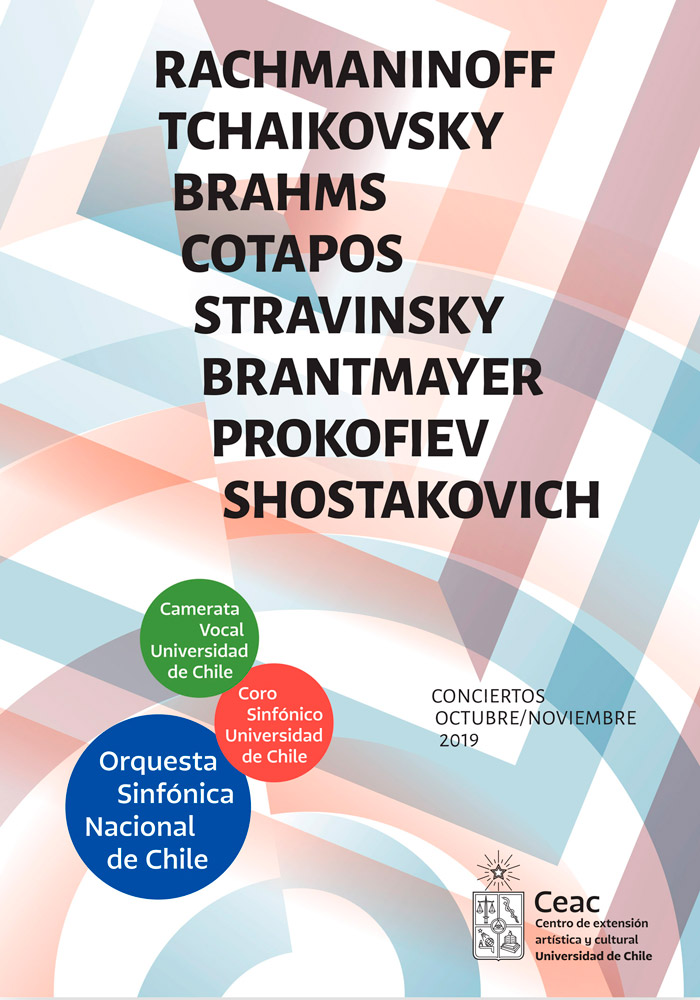 RACHMANINOFF
TCHAIKOVSKY
BRAHMS
COTAPOS
STRAVINSKY
BRANTMAYER
PROKOFIEV
SHOSTAKOVICH
Camerata
Vocal
Universidad
de Chile
Coro
Sinfónico
Universidad
de Chile
Orquesta
Sinfónica
Nacional
de Chile
CONCIERTOS
OCTUBRE/NOVIEMBRE
2019
Ceac
Centro de extensión
artística y cultural
Universidad de Chile